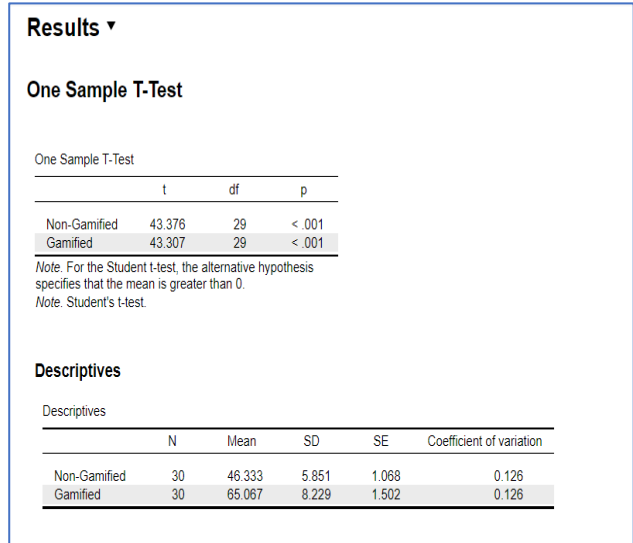 Results ▼
One Sample T-Test
One Sample T-Test
t df p
Non-Gamified 43.376 29 < .001
Gamified 43.307 29 < .001
Note. For the Student t-test, the alternative hypothesis
specifies that the mean is greater than 0.
Note. Student's t-test.
Descriptives
Descriptives
N Mean SD SE Coefficient of variation
Non-Gamified 30 46.333 5.851 1.068 0.126
Gamified 30 65.067 8.229 1.502 0.126